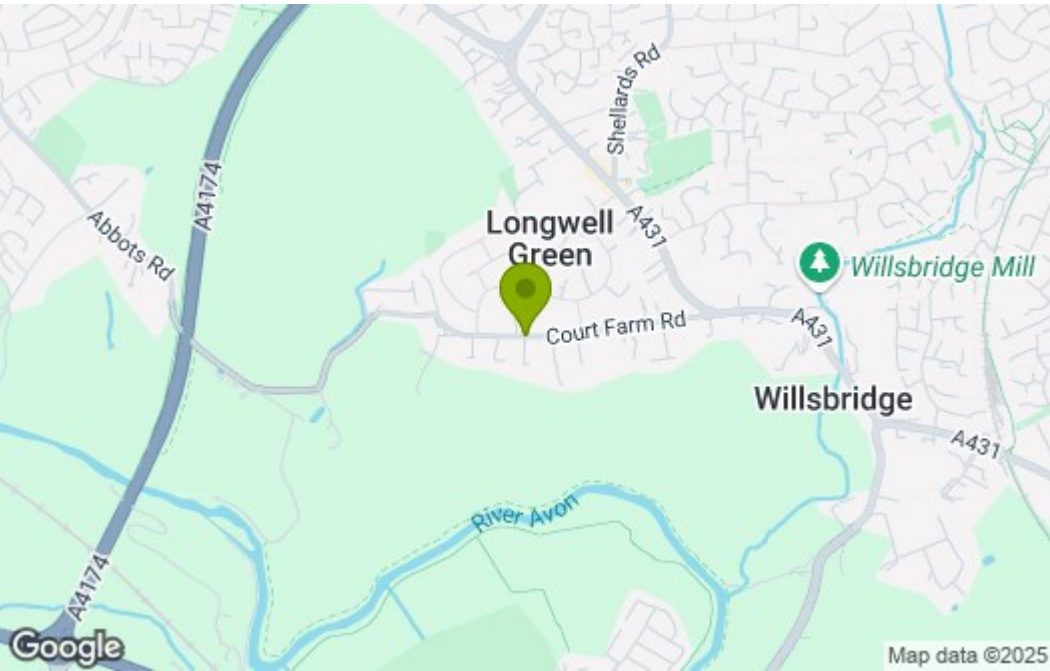 Shellards Rd
A4174
Abbots Rd
Longwell
Green
A431
Willsbridge Mill
Court Farm Rd
A431
Willsbridge
A431
River Avon
A4174
Google
Map data ©2025